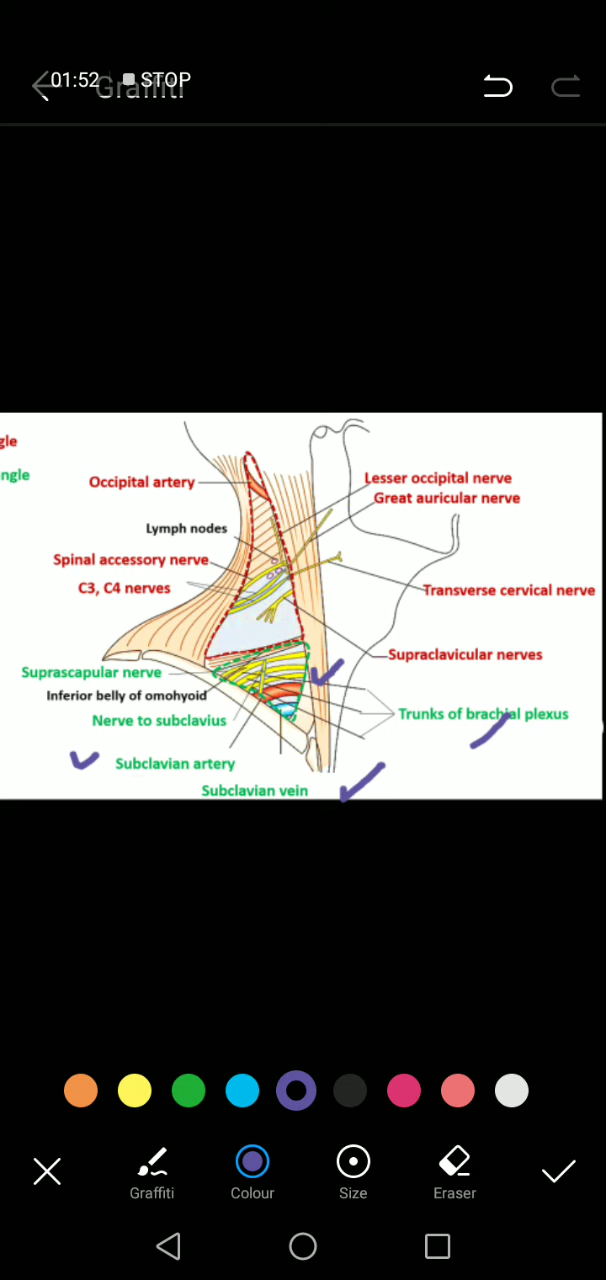 01:52 STOP
Graffiti
gle
ngle
Occipital artery
Lesser occipital nerve
Great auricular nerve
Lymph nodes
Spinal accessory nerve
C3, C4 nerves
Transverse cervical nerve
Supraclavicular nerves
Suprascapular nerve
Inferior belly of omohyoid
Nerve to subclavius
Trunks of brachial plexus
Subclavian artery
Subclavian vein
Graffiti
Colour
Size
Eraser